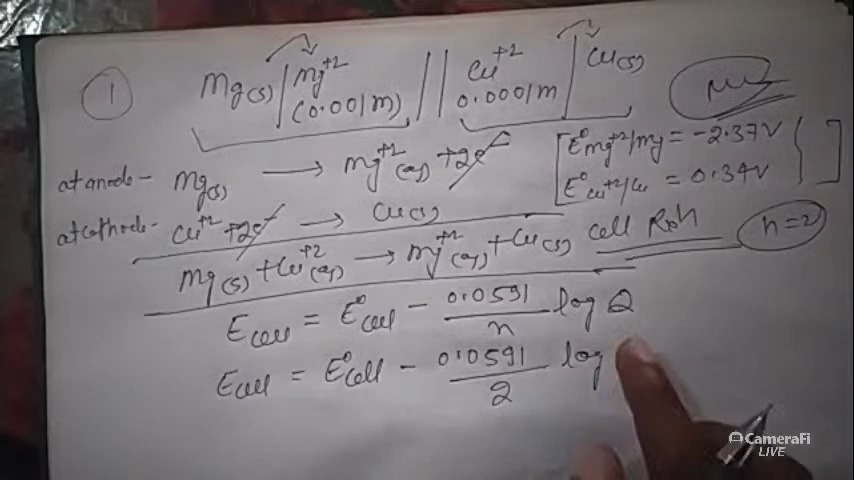 ① Mg(s) | Mg+2 (0.001M) || Cu+2 0.0001M | Cu(s)
at anode - Mg(s) → Mg+2(aq) + 2e-
[E°Mg+2/Mg = -2.37V
E°Cu+2/Cu = 0.34V]
at cathode - Cu+2 + 2e- → Cu(s)
Mg(s) + Cu+2(aq) → Mg+2(aq) + Cu(s) cell Rxn n=2
Ecell = E°cell - 0.0591/n log Q
Ecell = E°cell - 0.0591/2 log
CameraFi
LIVE